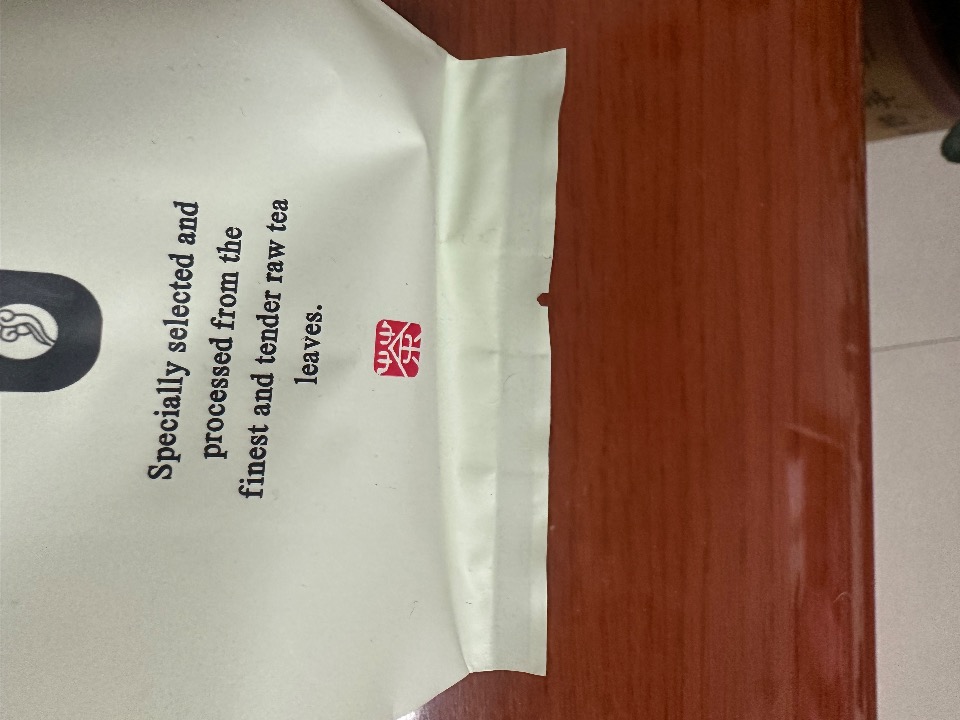 Specially selected and
processed from the
finest and tender raw tea
leaves.
茶